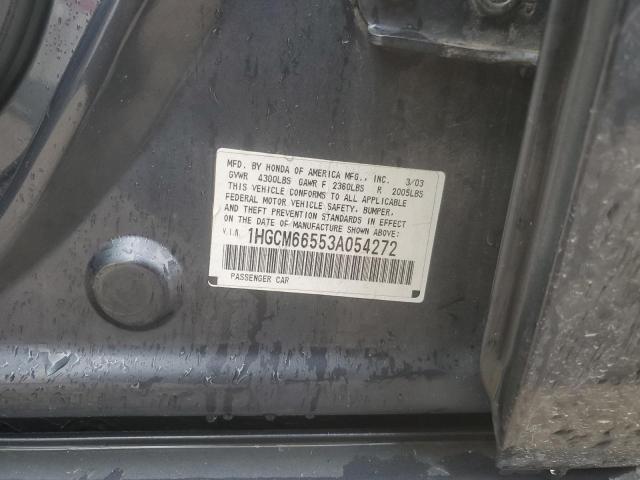 MFD. BY HONDA OF AMERICA MFG., INC. 3/03
GVWR 4300LBS GAWR F 2360LBS R 2005LBS
THIS VEHICLE CONFORMS TO ALL APPLICABLE
FEDERAL MOTOR VEHICLE SAFETY, BUMPER,
AND THEFT PREVENTION STANDARDS IN EFFECT
ON THE DATE OF MANUFACTURE SHOWN ABOVE:
V.I.N. 1HGCM66553A054272
PASSENGER CAR